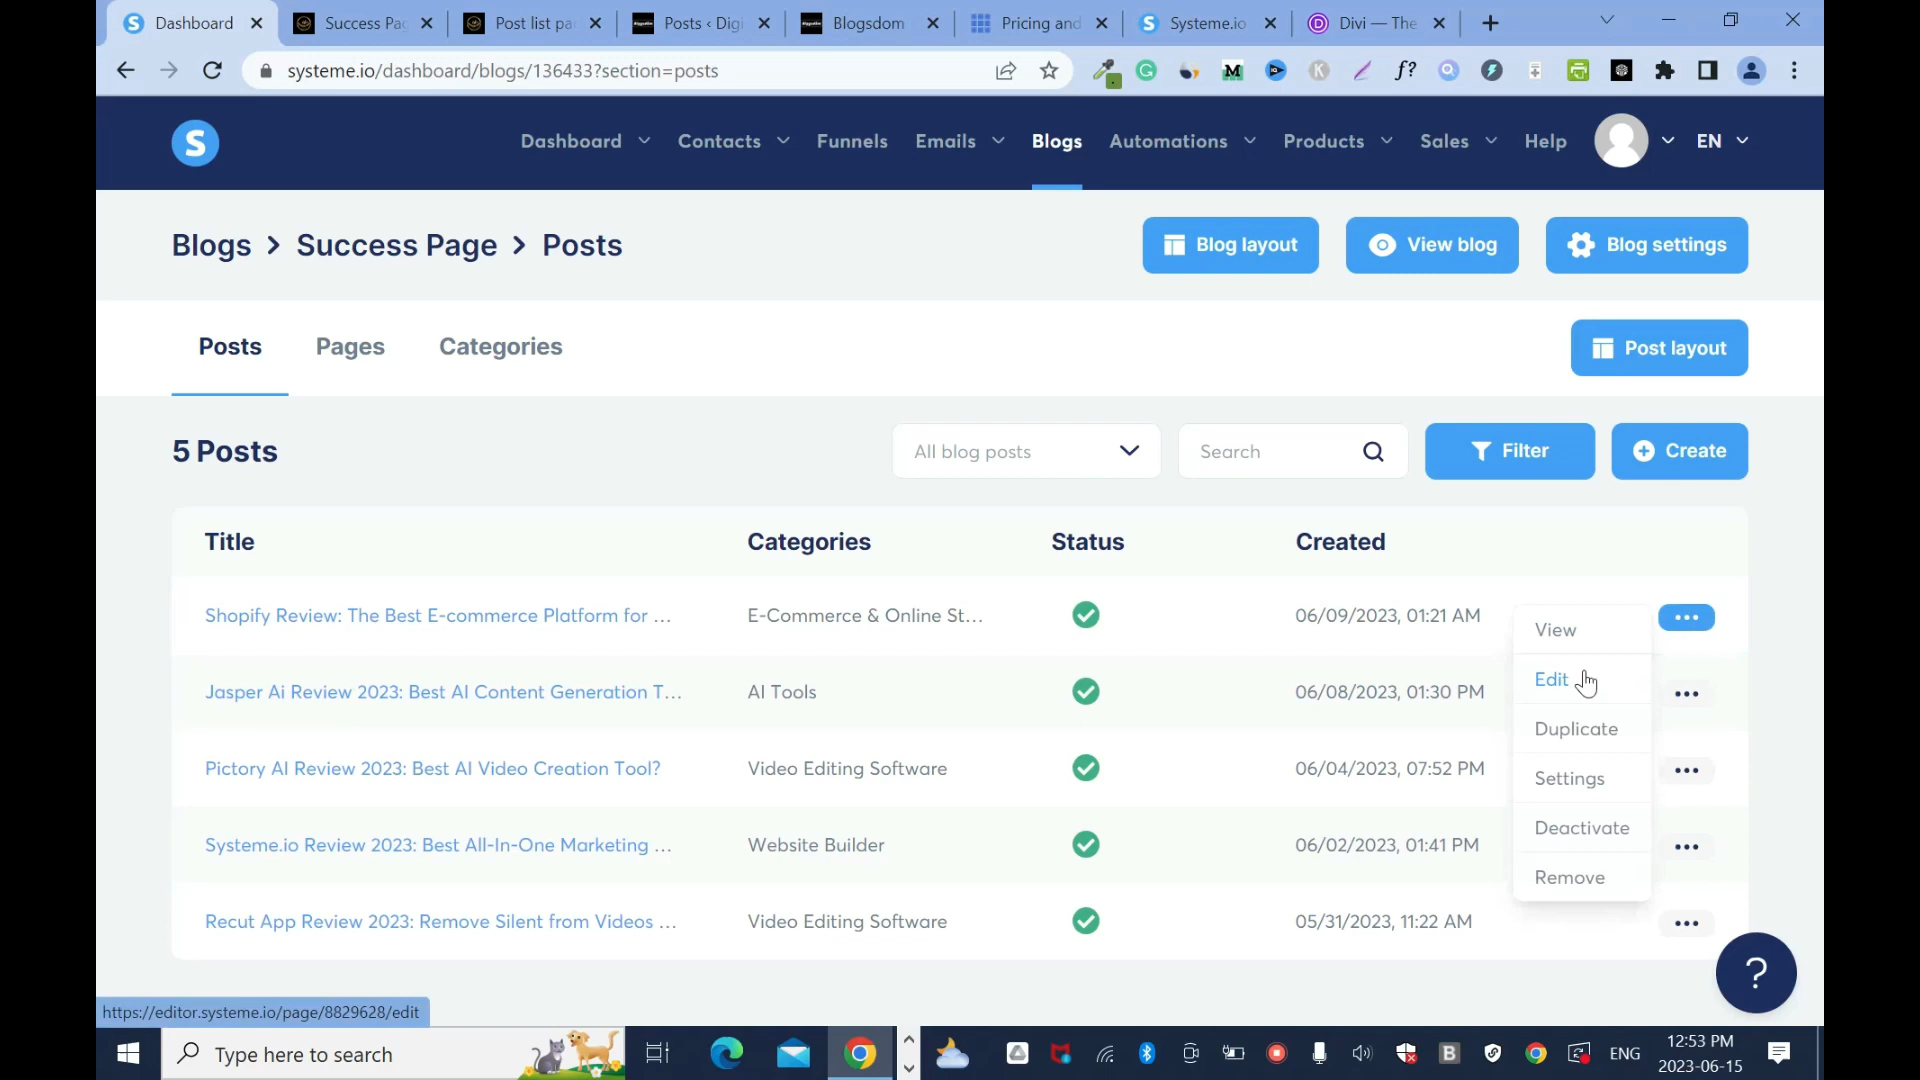 Dashboard
Success Pag
Post list pa
Posts ‹ Digi
Blogsdom
Pricing and
Systeme.io
Divi — The
systeme.io/dashboard/blogs/136433?section=posts
Dashboard Contacts Funnels Emails Blogs Automations Products Sales Help EN
Blogs > Success Page > Posts
Blog layout
View blog
Blog settings
Posts Pages Categories
Post layout
5 Posts
All blog posts
Search
Filter
Create
Title Categories Status Created
Shopify Review: The Best E-commerce Platform for ... E-Commerce & Online St... 06/09/2023, 01:21 AM
Jasper Ai Review 2023: Best AI Content Generation T... AI Tools 06/08/2023, 01:30 PM
Pictory AI Review 2023: Best AI Video Creation Tool? Video Editing Software 06/04/2023, 07:52 PM
Systeme.io Review 2023: Best All-In-One Marketing ... Website Builder 06/02/2023, 01:41 PM
Recut App Review 2023: Remove Silent from Videos ... Video Editing Software 05/31/2023, 11:22 AM
View
Edit
Duplicate
Settings
Deactivate
Remove
?
https://editor.systeme.io/page/8829628/edit
Type here to search
ENG
12:53 PM
2023-06-15